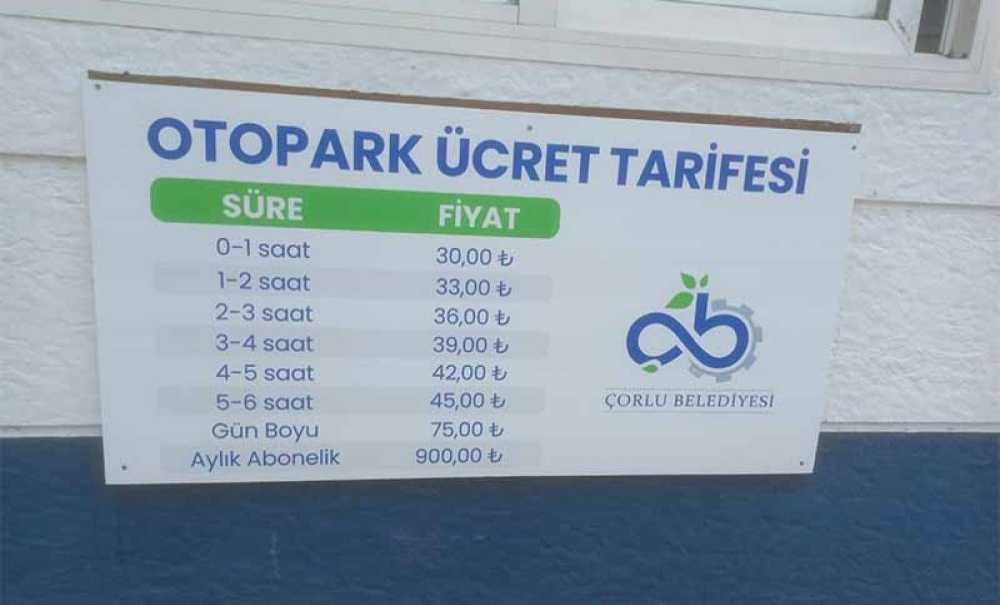 OTOPARK ÜCRET TARİFESİ
SÜRE FİYAT
0-1 saat 30,00 ₺
1-2 saat 33,00 ₺
2-3 saat 36,00 ₺
3-4 saat 39,00 ₺
4-5 saat 42,00 ₺
5-6 saat 45,00 ₺
Gün Boyu 75,00 ₺
Aylık Abonelik 900,00 ₺
ÇORLU BELEDİYESİ